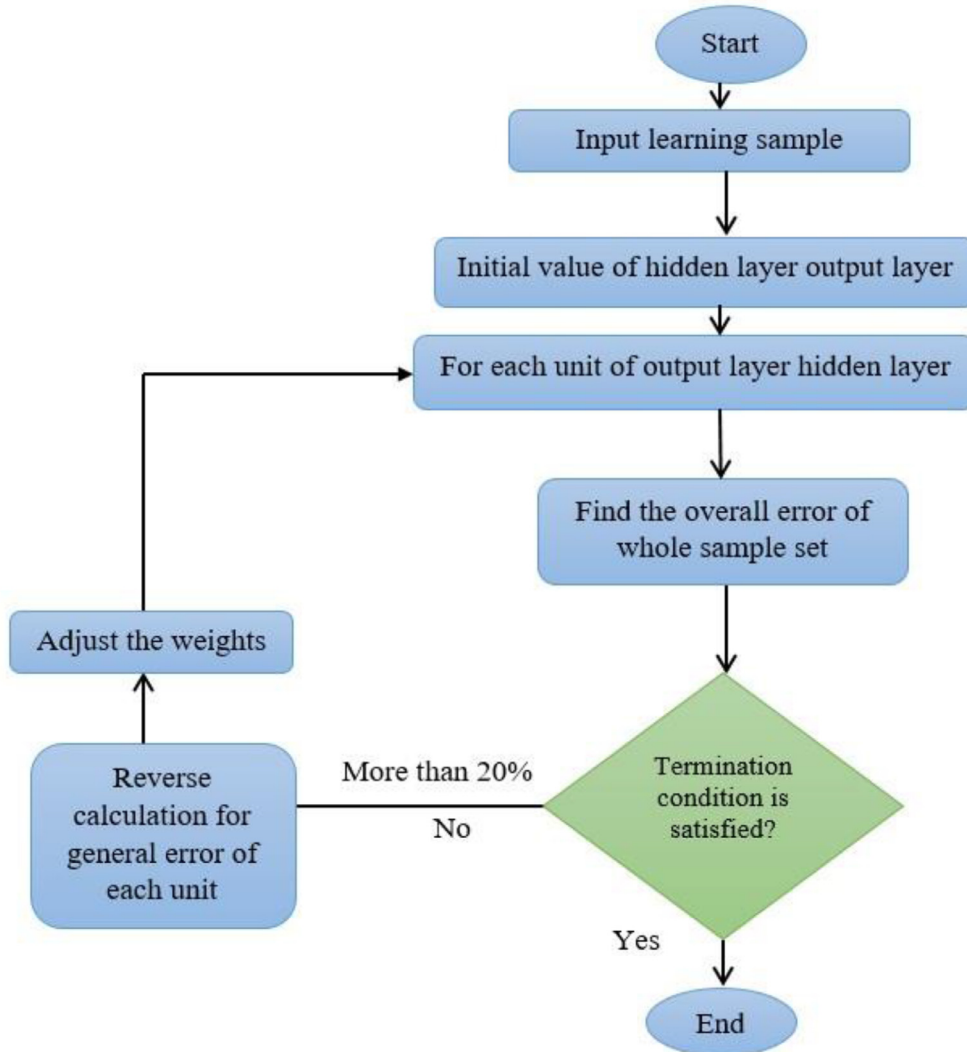 Start
Input learning sample
Initial value of hidden layer output layer
For each unit of output layer hidden layer
Find the overall error of
whole sample set
Termination
condition is
satisfied?
More than 20%
No
Reverse
calculation for
general error of
each unit
Adjust the weights
Yes
End